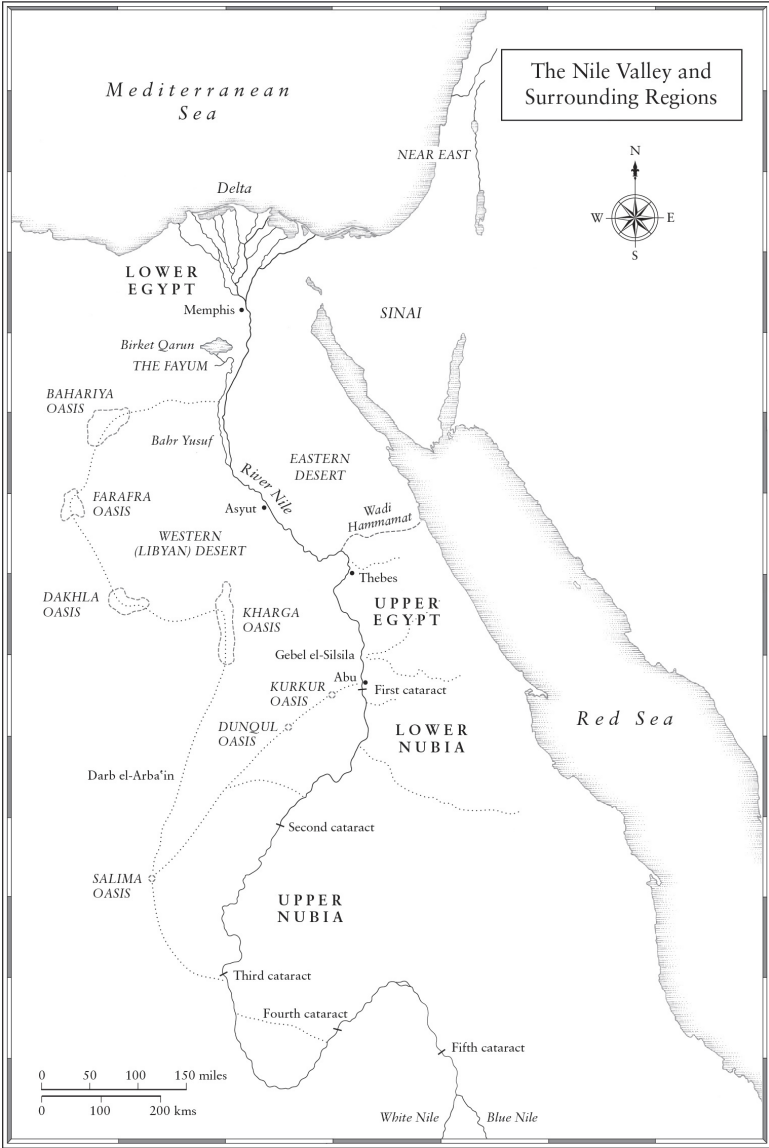 The Nile Valley and
Surrounding Regions
Mediterranean
Sea
NEAR EAST
N
W
E
S
Delta
LOWER
EGYPT
Memphis
SINAI
Birket Qarun
THE FAYUM
BAHARIYA
OASIS
Bahr Yusuf
EASTERN
DESERT
River Nile
FARAFRA
OASIS
Asyut
Wadi
Hammamat
WESTERN
(LIBYAN) DESERT
Thebes
DAKHLA
OASIS
KHARGA
OASIS
UPPER
EGYPT
Gebel el-Silsila
Abu
First cataract
KURKUR
OASIS
DUNQUL
OASIS
LOWER
NUBIA
Red Sea
Darb el-Arba‘in
Second cataract
SALIMA
OASIS
UPPER
NUBIA
Third cataract
Fourth cataract
Fifth cataract
0 50 100 150 miles
0 100 200 kms
White Nile
Blue Nile